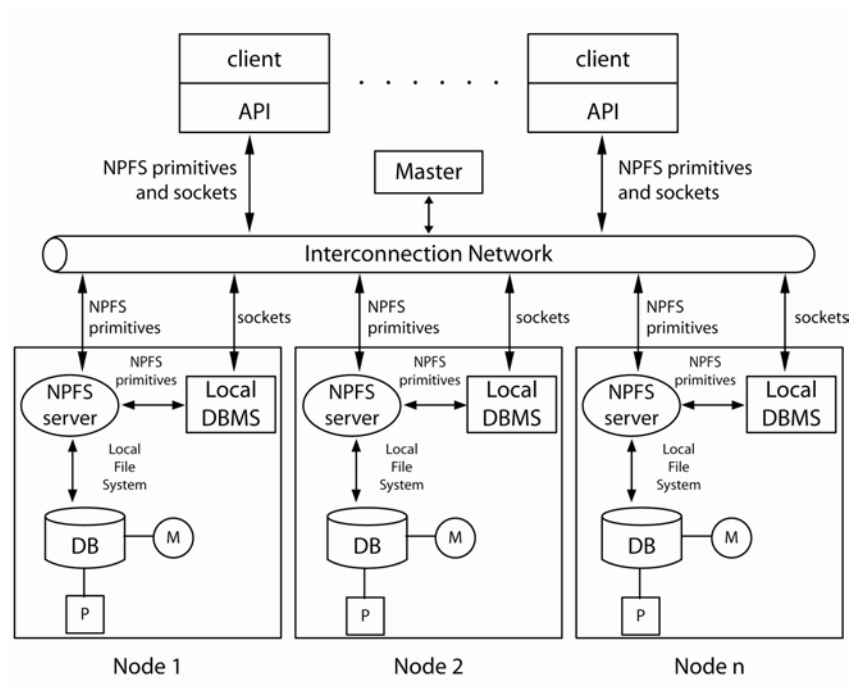 client
client
API
API
NPFS primitives
and sockets
Master
NPFS primitives
and sockets
Interconnection Network
NPFS
primitives
sockets
NPFS
primitives
sockets
NPFS
primitives
sockets
NPFS
server
NPFS
primitives
Local
DBMS
Local
File
System
DB
M
P
NPFS
server
NPFS
primitives
Local
DBMS
Local
File
System
DB
M
P
NPFS
server
NPFS
primitives
Local
DBMS
Local
File
System
DB
M
P
Node 1
Node 2
Node n